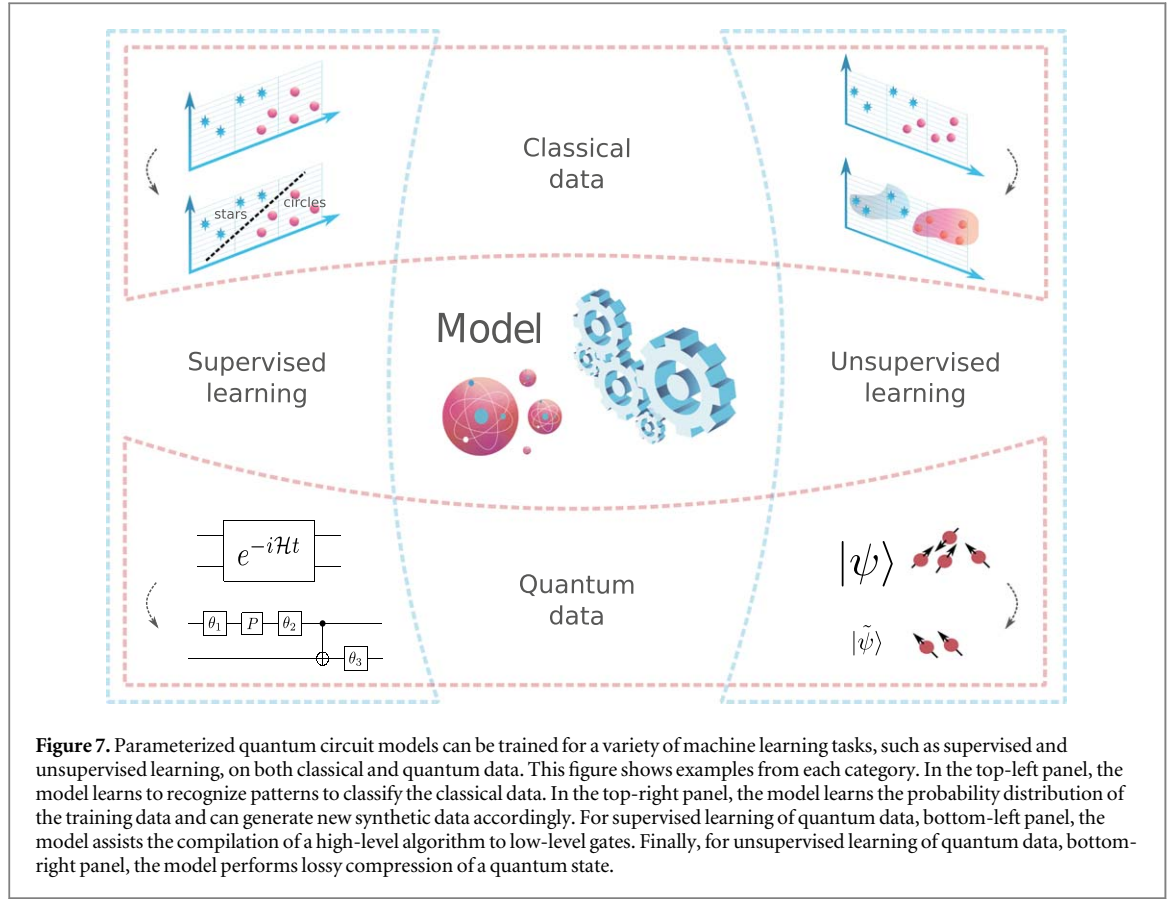 Classical
data
stars
circles
Model
Supervised
learning
Unsupervised
learning
e^{-iℋt}
θ₁ P θ₂
θ₃
Quantum
data
|ψ⟩
|ψ̃⟩
Figure 7. Parameterized quantum circuit models can be trained for a variety of machine learning tasks, such as supervised and
unsupervised learning, on both classical and quantum data. This figure shows examples from each category. In the top-left panel, the
model learns to recognize patterns to classify the classical data. In the top-right panel, the model learns the probability distribution of
the training data and can generate new synthetic data accordingly. For supervised learning of quantum data, bottom-left panel, the
model assists the compilation of a high-level algorithm to low-level gates. Finally, for unsupervised learning of quantum data, bottom-
right panel, the model performs lossy compression of a quantum state.